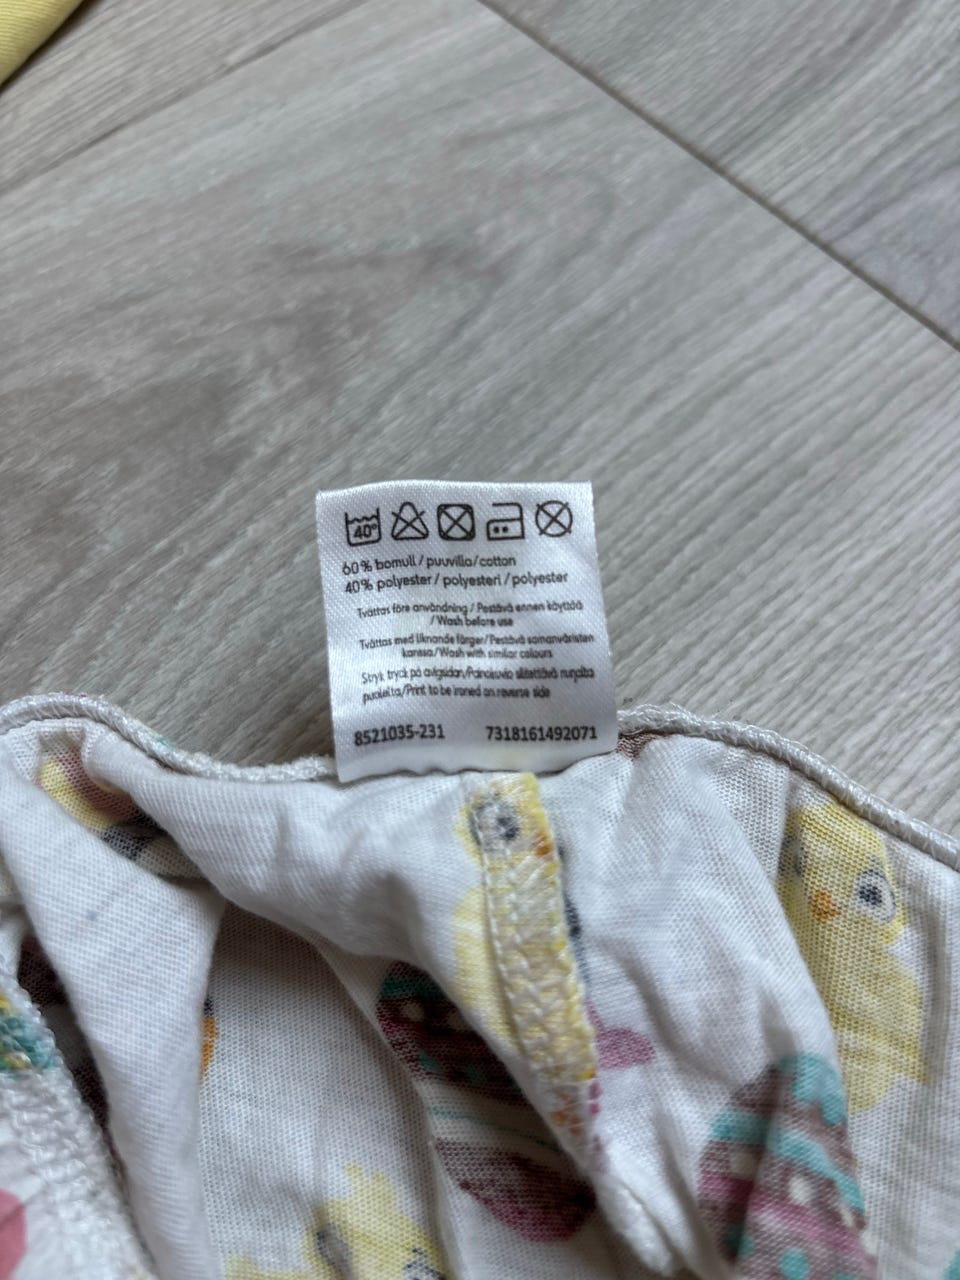 40°
60% bomull / puuvilla / cotton
40% polyester / polyesteri / polyester
Tvättas före användning / Pestävä ennen käyttöä
/ Wash before use
Tvättas med liknande färger/Pestävä samanväristen
kanssa/Wash with similar colours
Stryk tryck på avigsidan/Painokuvio silitettävä nurjalta
puolelta/Print to be ironed on reverse side
8521035-231 7318161492071